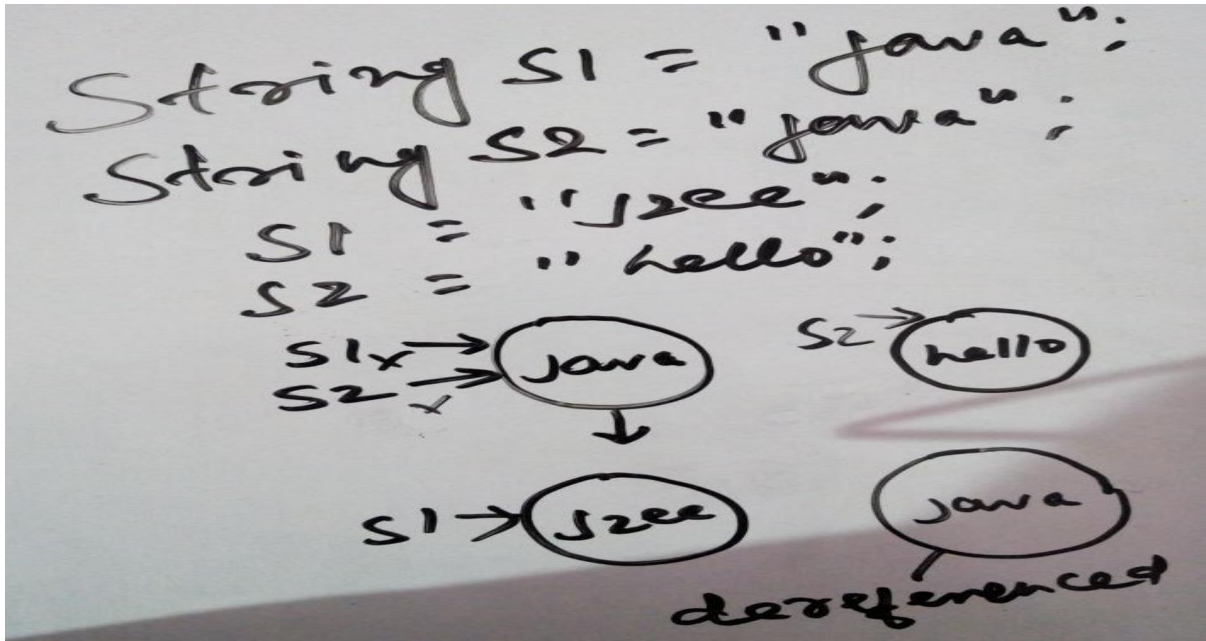 String S1 = "java";
String S2 = "java";
S1 = "J2ee";
S2 = "hello";
S1x → java
S2 x →
S2 → hello
S1 → J2ee
java
dereferenced